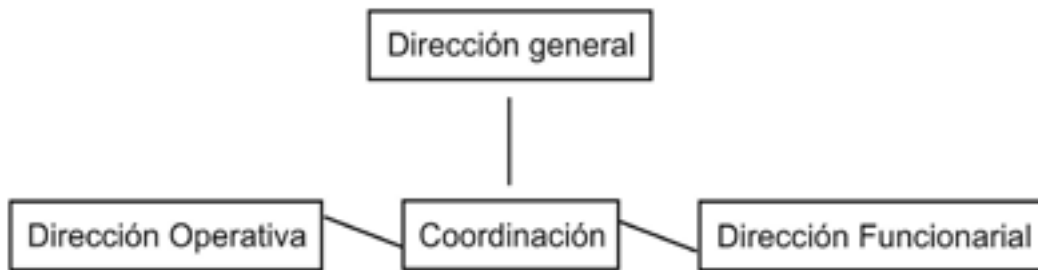 Dirección general
Dirección Operativa
Coordinación
Dirección Funcionarial